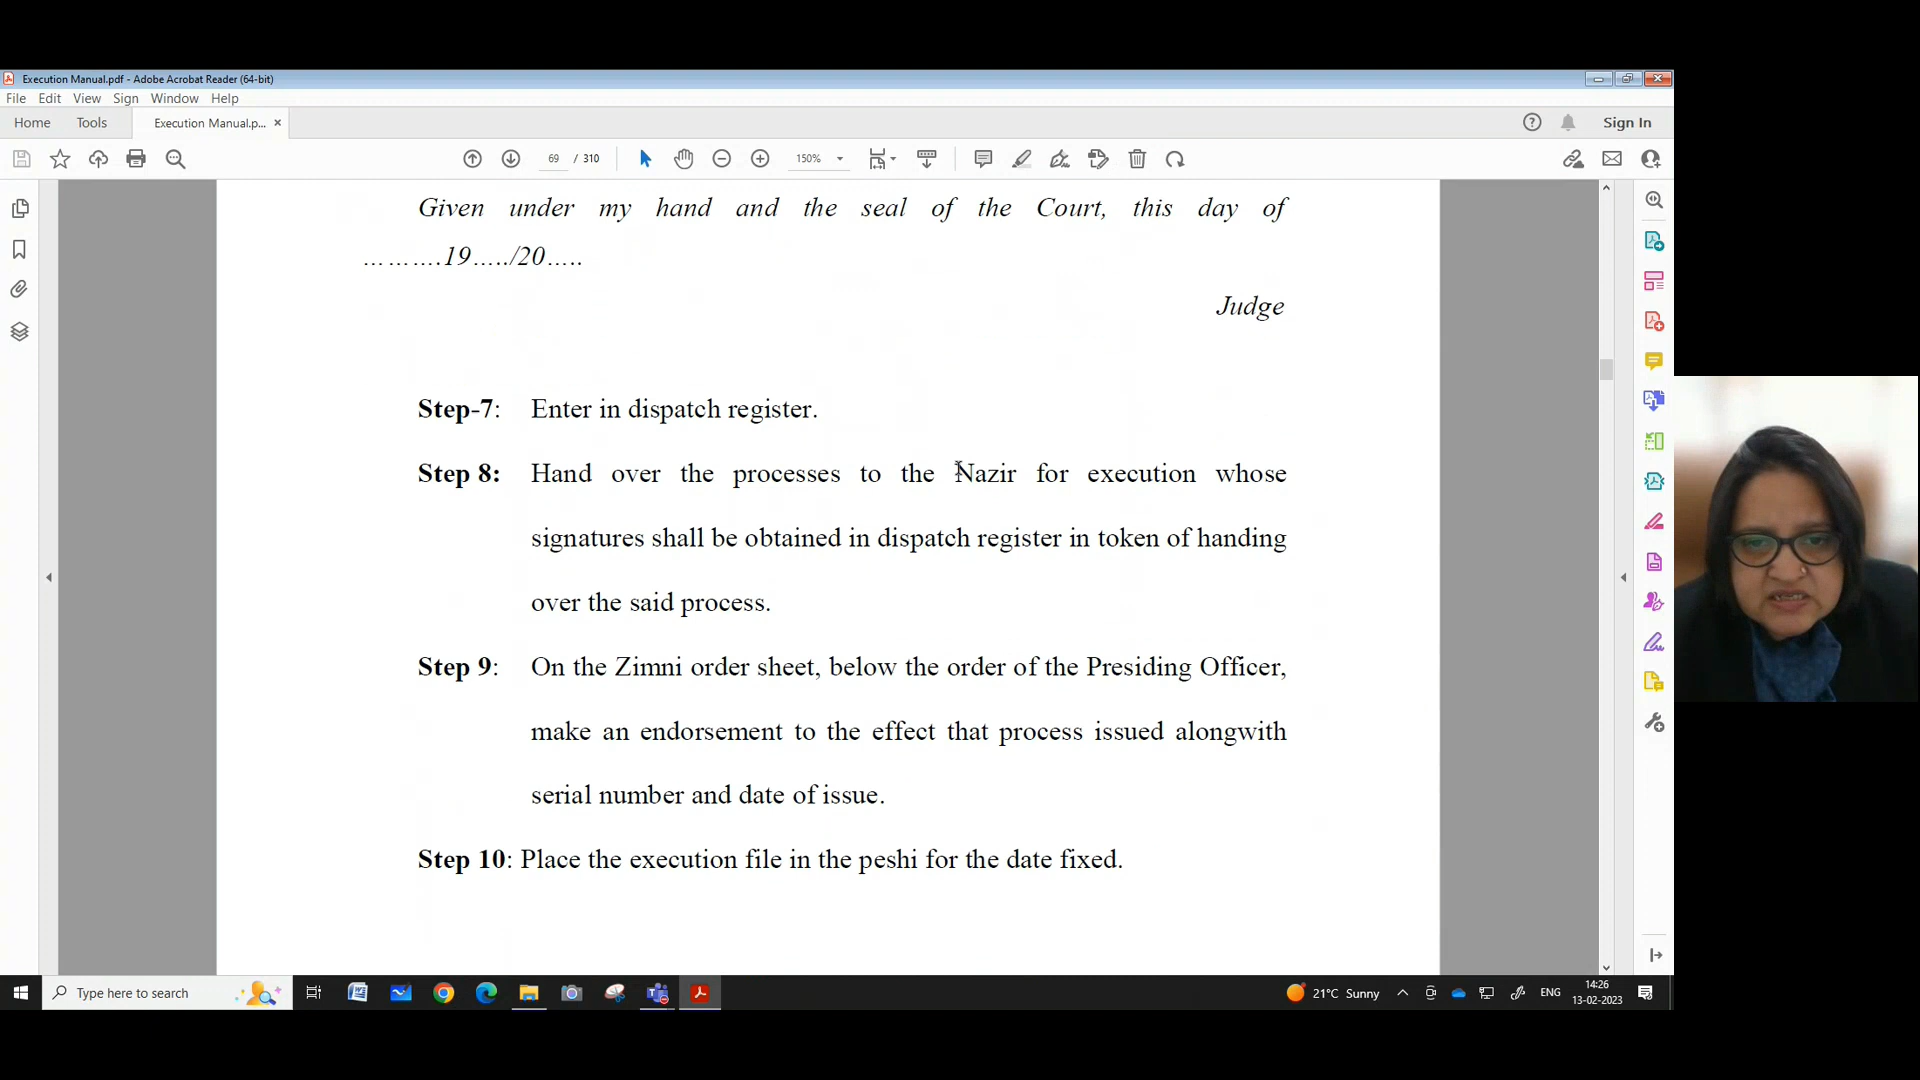 Execution Manual.pdf - Adobe Acrobat Reader (64-bit)
File Edit View Sign Window Help
Home Tools Execution Manual.p... × Sign In
69 / 310 150%
Given under my hand and the seal of the Court, this day of
……….19…../20…..
Judge
Step-7: Enter in dispatch register.
Step 8: Hand over the processes to the Nazir for execution whose
signatures shall be obtained in dispatch register in token of handing
over the said process.
Step 9: On the Zimni order sheet, below the order of the Presiding Officer,
make an endorsement to the effect that process issued alongwith
serial number and date of issue.
Step 10: Place the execution file in the peshi for the date fixed.
Type here to search 21°C Sunny ENG 14:26
13-02-2023